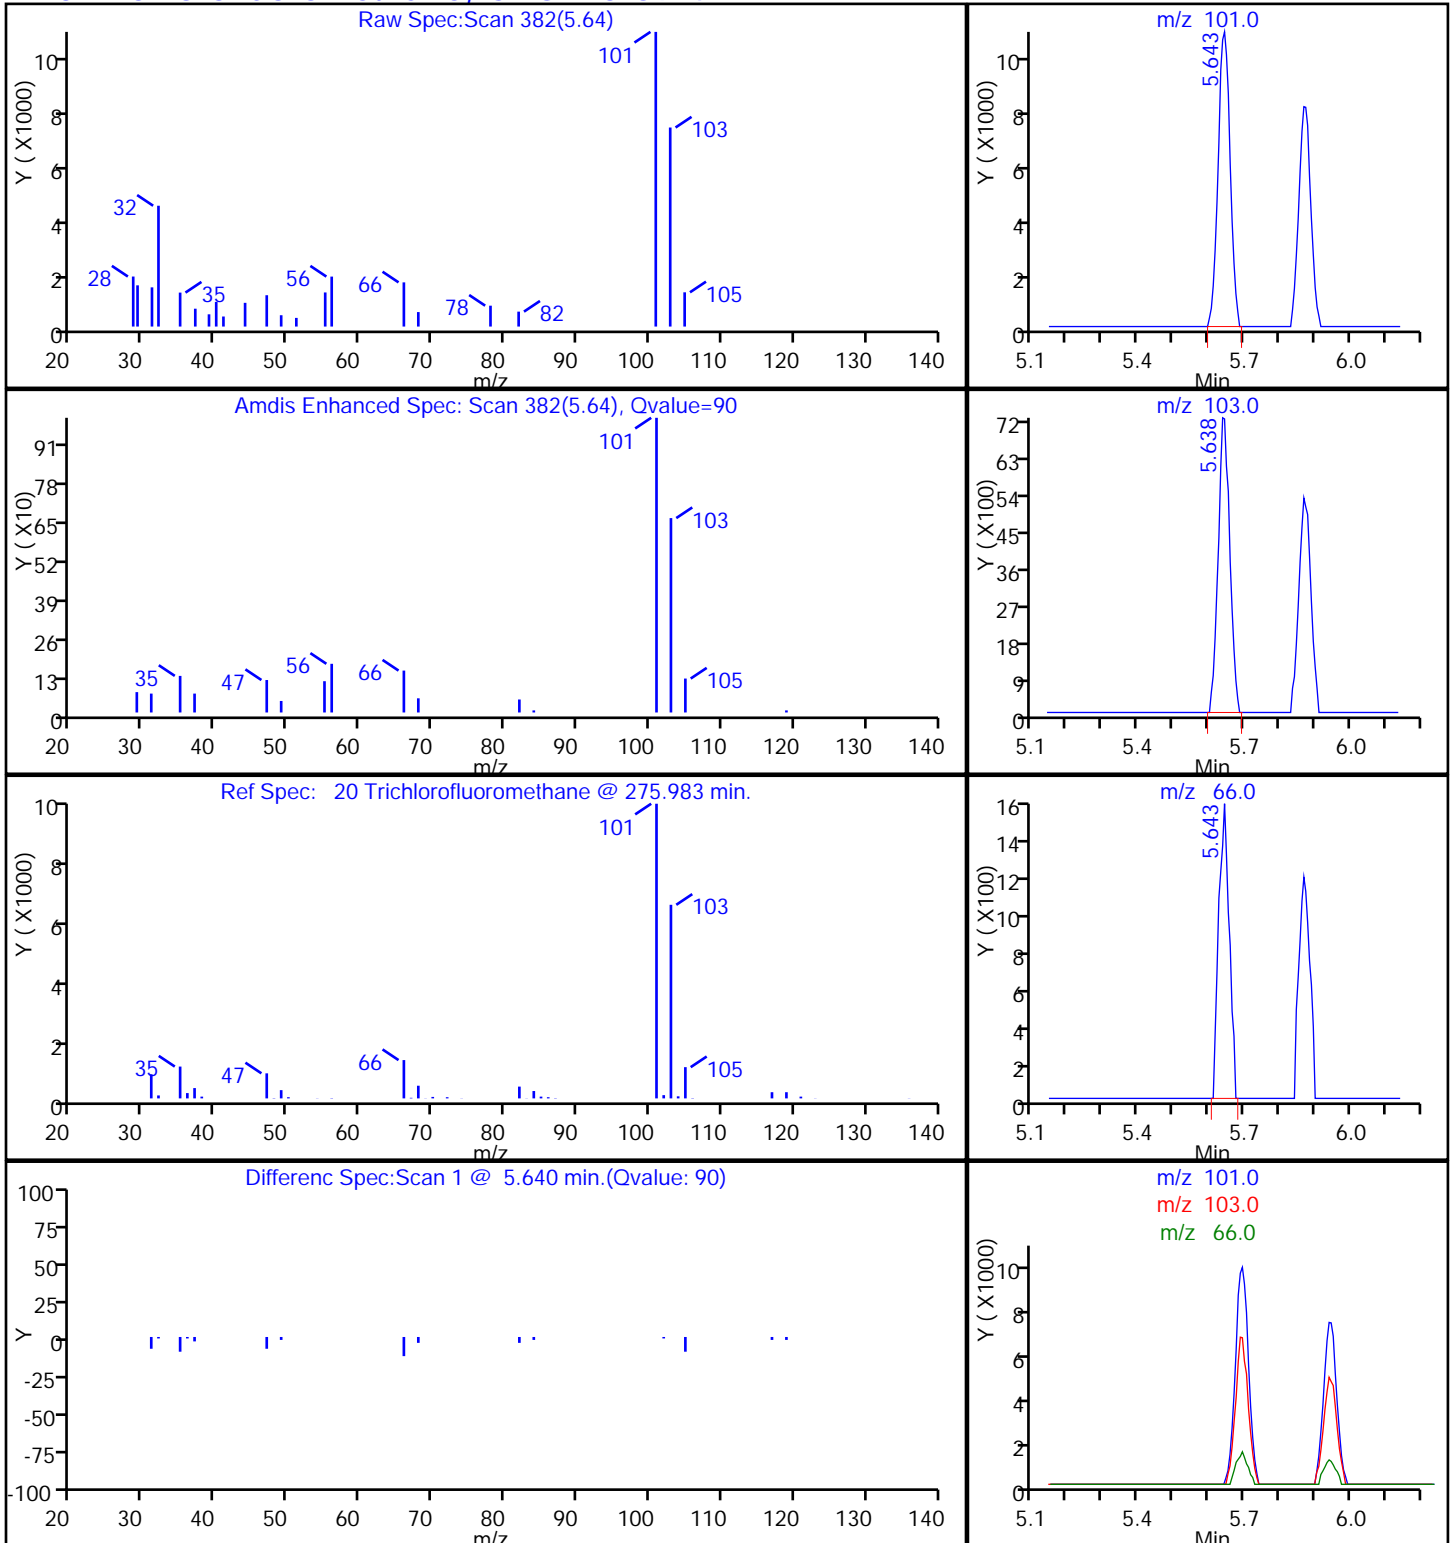 Raw Spec:Scan 382(5.64)
Y ( X1000)
10
8
6
4
2
0
101
103
32
28
35
56
66
78
82
105
20 30 40 50 60 70 80 90 100 110 120 130 140
m/z
m/z 101.0
Y ( X1000)
10
8
6
4
2
0
5.643
5.1 5.4 5.7 6.0
Min
Amdis Enhanced Spec: Scan 382(5.64), Qvalue=90
Y ( X10)
91
78
65
52
39
26
13
0
101
103
35
47
56
66
105
20 30 40 50 60 70 80 90 100 110 120 130 140
m/z
m/z 103.0
Y ( X100)
72
63
54
45
36
27
18
9
0
5.638
5.1 5.4 5.7 6.0
Min
Ref Spec: 20 Trichlorofluoromethane @ 275.983 min.
Y ( X1000)
10
8
6
4
2
0
101
103
35
47
66
105
20 30 40 50 60 70 80 90 100 110 120 130 140
m/z
m/z 66.0
Y ( X100)
16
14
12
10
8
6
4
2
0
5.643
5.1 5.4 5.7 6.0
Min
Differenc Spec:Scan 1 @ 5.640 min.(Qvalue: 90)
Y
100
75
50
25
0
-25
-50
-75
-100
20 30 40 50 60 70 80 90 100 110 120 130 140
m/z
m/z 101.0
m/z 103.0
m/z 66.0
Y ( X1000)
10
8
6
4
2
0
5.1 5.4 5.7 6.0
Min